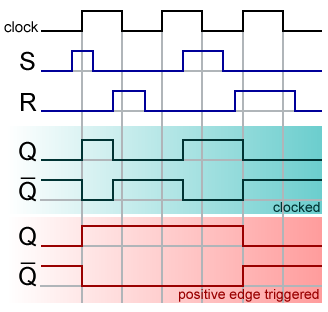 clock
S
R
Q
Q̅
clocked
Q
Q̅
positive edge triggered